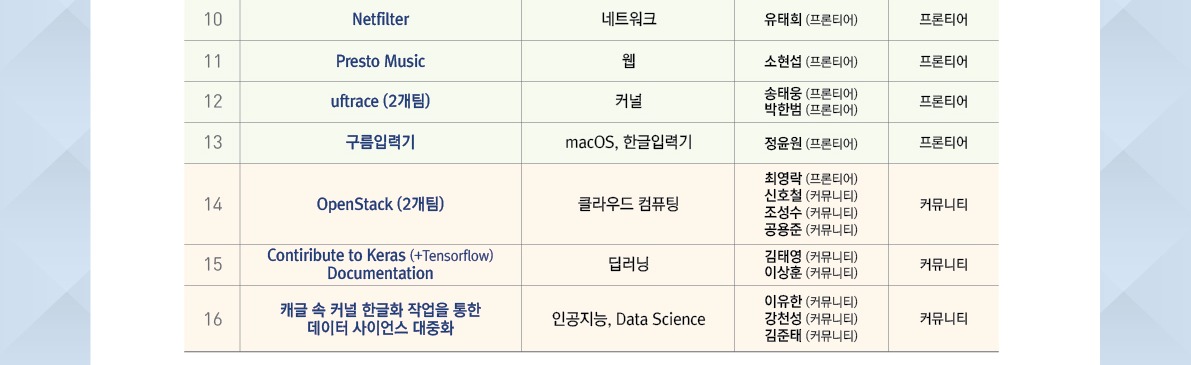 10 Netfilter 네트워크 유태희 (프론티어) 프론티어
11 Presto Music 웹 소현섭 (프론티어) 프론티어
12 uftrace (2개팀) 커널 송태웅 (프론티어) 프론티어
박한범 (프론티어)
13 구름입력기 macOS, 한글입력기 정윤원 (프론티어) 프론티어
14 OpenStack (2개팀) 클라우드 컴퓨팅 최영락 (프론티어) 커뮤니티
신호철 (커뮤니티)
조성수 (커뮤니티)
공용준 (커뮤니티)
15 Contiribute to Keras (+Tensorflow) 딥러닝 김태영 (커뮤니티) 커뮤니티
Documentation 이상훈 (커뮤니티)
16 캐글 속 커널 한글화 작업을 통한 인공지능, Data Science 이유한 (커뮤니티) 커뮤니티
데이터 사이언스 대중화 강천성 (커뮤니티)
김준태 (커뮤니티)